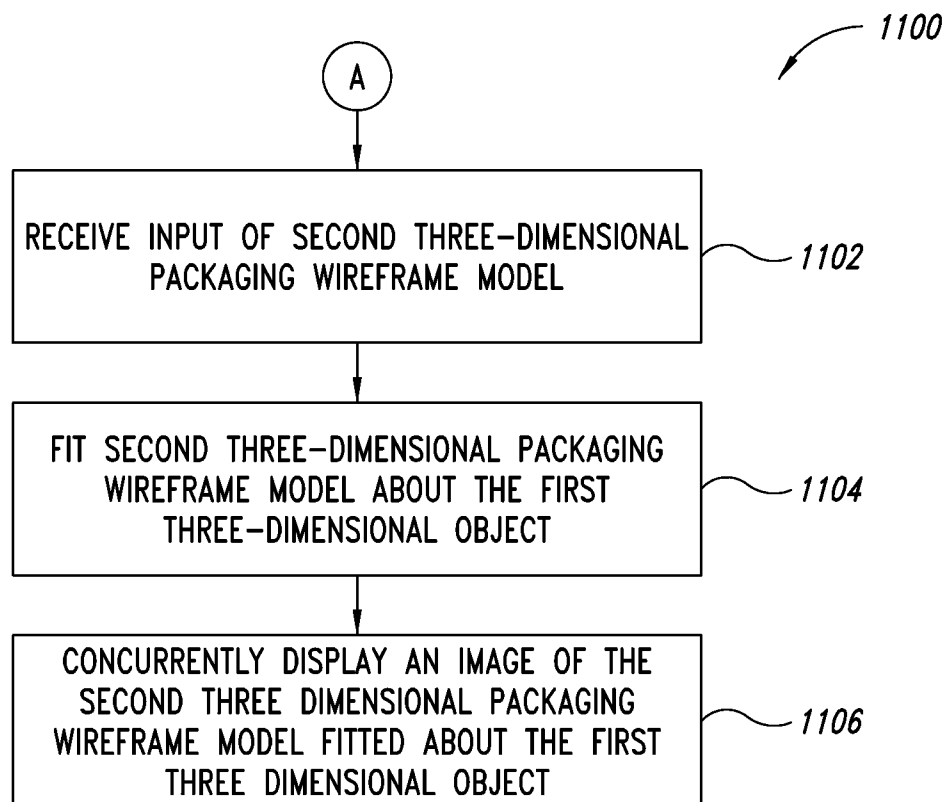 1100
A
RECEIVE INPUT OF SECOND THREE-DIMENSIONAL
PACKAGING WIREFRAME MODEL
1102
FIT SECOND THREE-DIMENSIONAL PACKAGING
WIREFRAME MODEL ABOUT THE FIRST
THREE-DIMENSIONAL OBJECT
1104
CONCURRENTLY DISPLAY AN IMAGE OF THE
SECOND THREE DIMENSIONAL PACKAGING
WIREFRAME MODEL FITTED ABOUT THE FIRST
THREE DIMENSIONAL OBJECT
1106